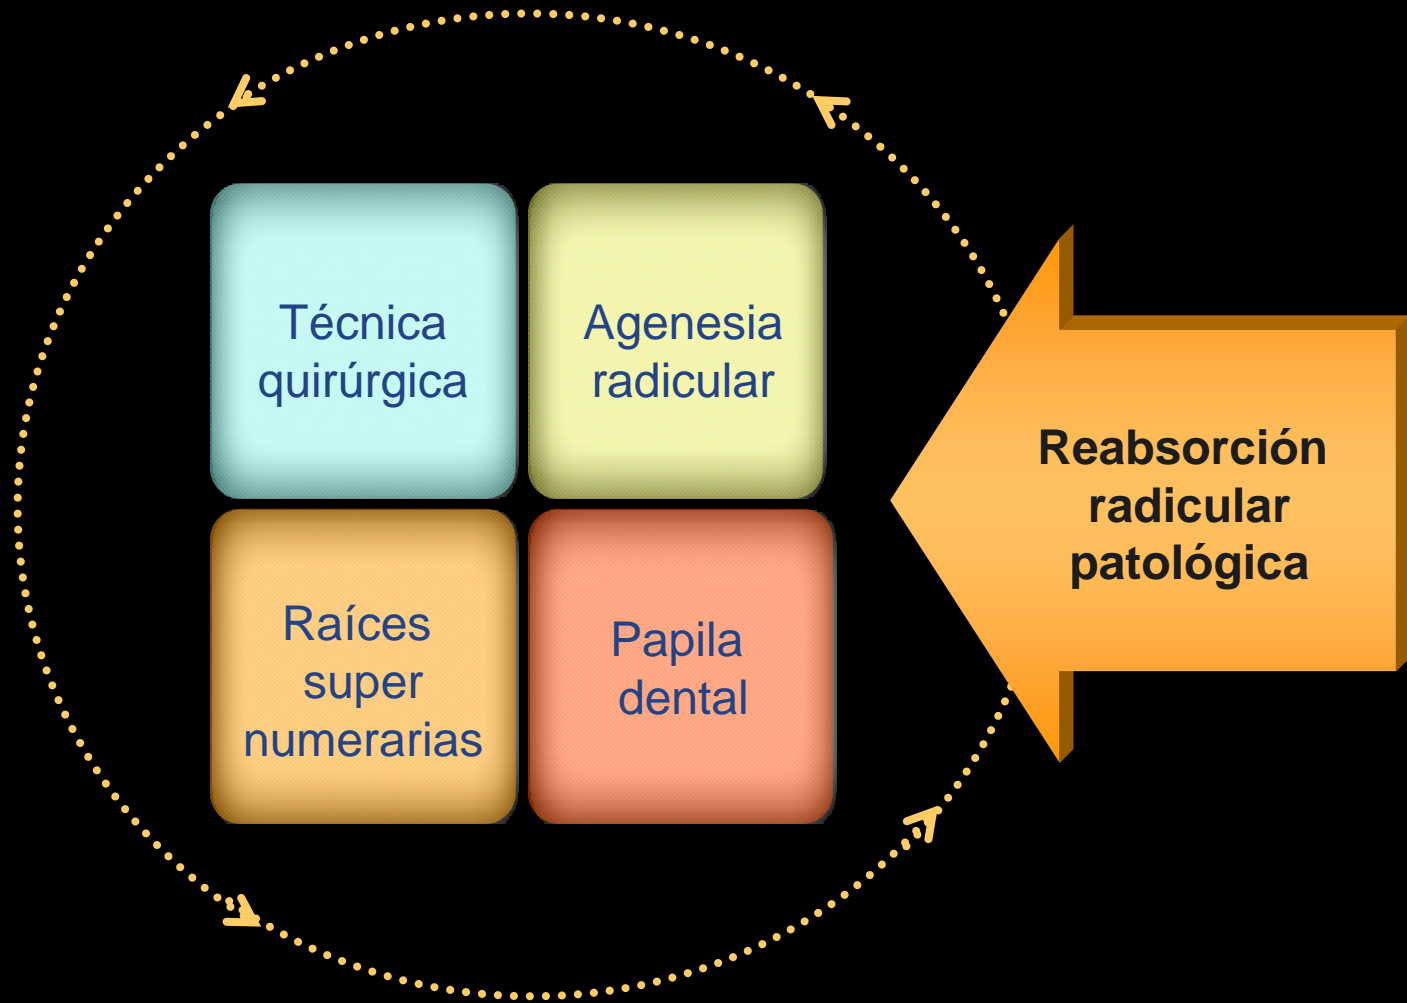 Técnica
quirúrgica
Agenesia
radicular
Raíces
super
numerarias
Papila
dental
Reabsorción
radicular
patológica